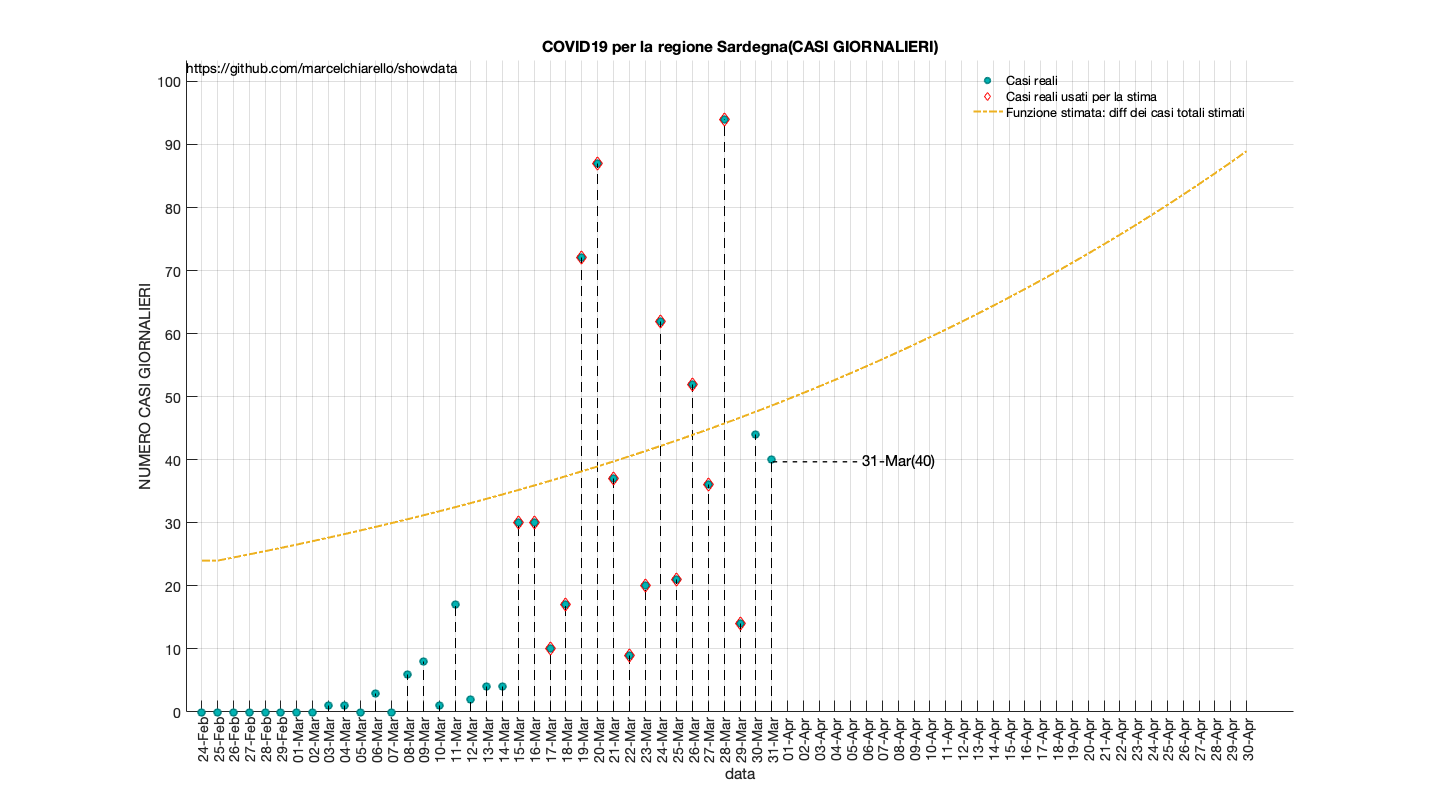 COVID19 per la regione Sardegna(CASI GIORNALIERI)
https://github.com/marcelchiarello/showdata
Casi reali
Casi reali usati per la stima
Funzione stimata: diff dei casi totali stimati
NUMERO CASI GIORNALIERI
100
90
80
70
60
50
40
30
20
10
0
31-Mar(40)
24-Feb
25-Feb
26-Feb
27-Feb
28-Feb
29-Feb
01-Mar
02-Mar
03-Mar
04-Mar
05-Mar
06-Mar
07-Mar
08-Mar
09-Mar
10-Mar
11-Mar
12-Mar
13-Mar
14-Mar
15-Mar
16-Mar
17-Mar
18-Mar
19-Mar
20-Mar
21-Mar
22-Mar
23-Mar
24-Mar
25-Mar
26-Mar
27-Mar
28-Mar
29-Mar
30-Mar
31-Mar
01-Apr
02-Apr
03-Apr
04-Apr
05-Apr
06-Apr
07-Apr
08-Apr
09-Apr
10-Apr
11-Apr
12-Apr
13-Apr
14-Apr
15-Apr
16-Apr
17-Apr
18-Apr
19-Apr
20-Apr
21-Apr
22-Apr
23-Apr
24-Apr
25-Apr
26-Apr
27-Apr
28-Apr
29-Apr
30-Apr
data